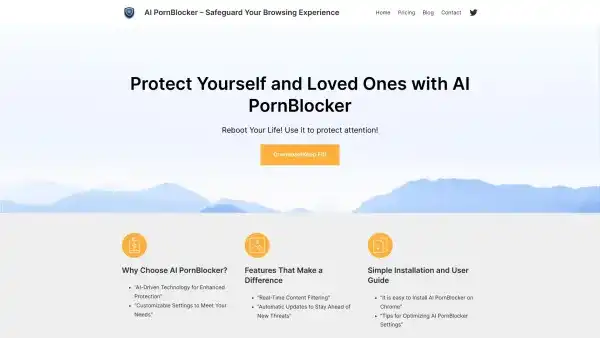 AI PornBlocker – Safeguard Your Browsing Experience
Home Pricing Blog Contact
Protect Yourself and Loved Ones with AI
PornBlocker
Reboot Your Life! Use it to protect attention!
Why Choose AI PornBlocker?
"AI-Driven Technology for Enhanced
Protection"
"Customizable Settings to Meet Your
Needs"
Features That Make a
Difference
"Real-Time Content Filtering"
"Automatic Updates to Stay Ahead of
New Threats"
Simple Installation and User
Guide
"It is easy to install AI PornBlocker on
Chrome"
"Tips for Optimizing AI PornBlocker
Settings"